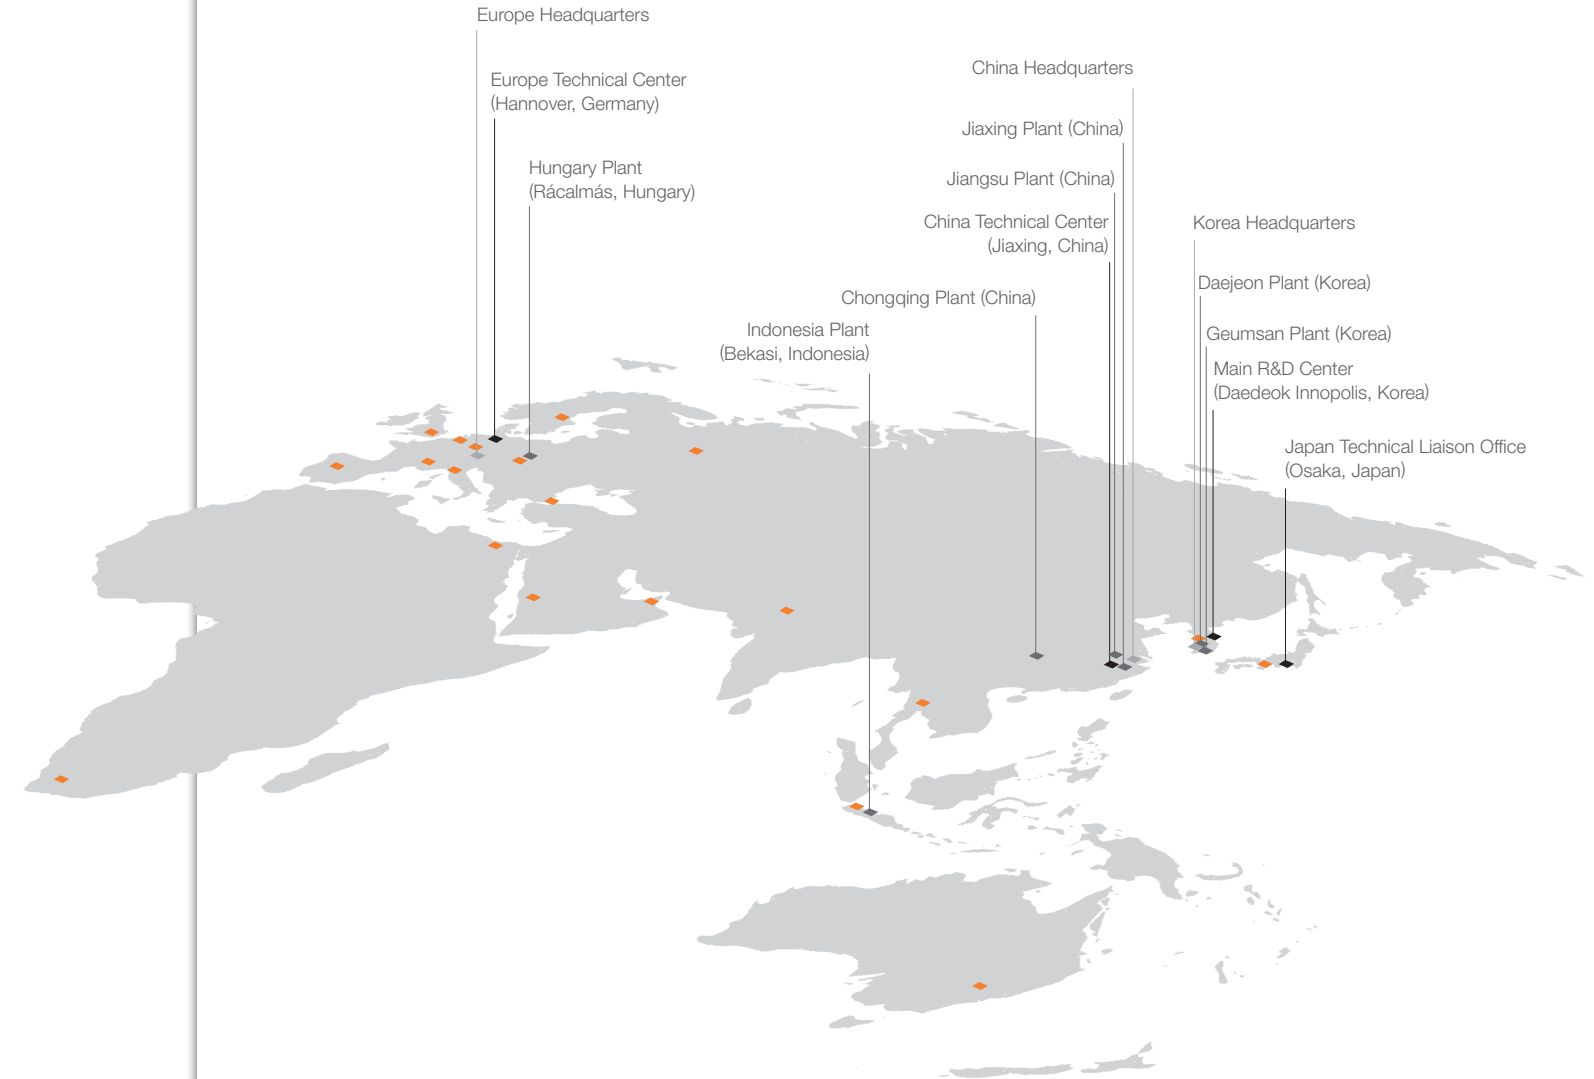 Europe Headquarters
Europe Technical Center
(Hannover, Germany)
Hungary Plant
(Rácalmás, Hungary)
China Headquarters
Jiaxing Plant (China)
Jiangsu Plant (China)
China Technical Center
(Jiaxing, China)
Chongqing Plant (China)
Indonesia Plant
(Bekasi, Indonesia)
Korea Headquarters
Daejeon Plant (Korea)
Geumsan Plant (Korea)
Main R&D Center
(Daedeok Innopolis, Korea)
Japan Technical Liaison Office
(Osaka, Japan)